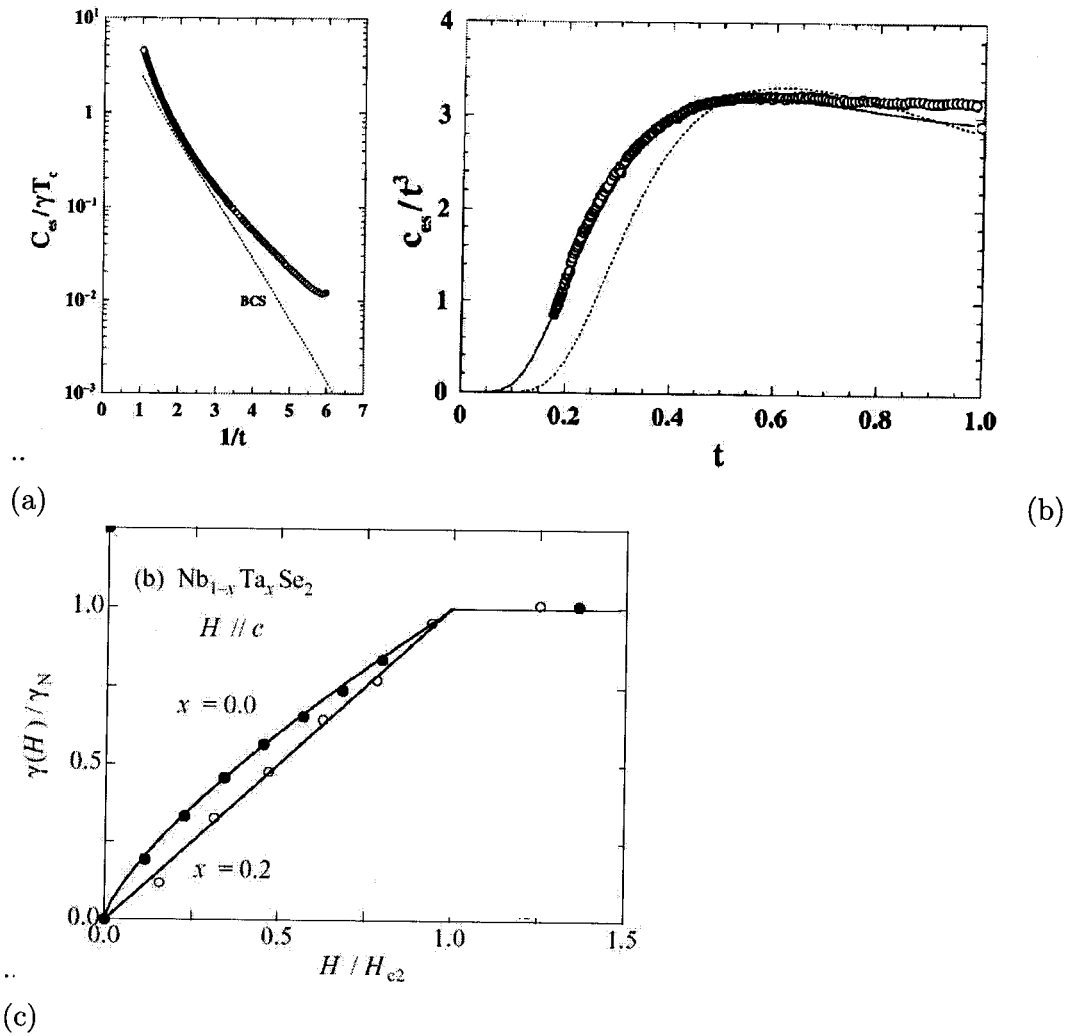 10¹
1
10⁻¹
10⁻²
10⁻³
C_es/γT_c
BCS
0 1 2 3 4 5 6 7
1/t
..
(a)
4
3
2
1
0
c_es/t³
0 0.2 0.4 0.6 0.8 1.0
t
(b)
(b) Nb₁₋ₓTaₓSe₂
H // c
x = 0.0
x = 0.2
1.0
0.5
0.0
γ(H) / γ_N
0.0 0.5 1.0 1.5
H / H_c2
..
(c)